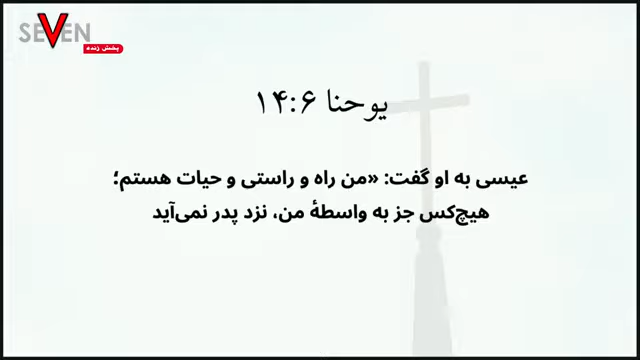 SEVEN
پخش زنده
یوحنا ۱۴:۶
عیسی به او گفت: «من راه و راستی و حیات هستم؛
هیچ‌کس جز به واسطهٔ من، نزد پدر نمی‌آید